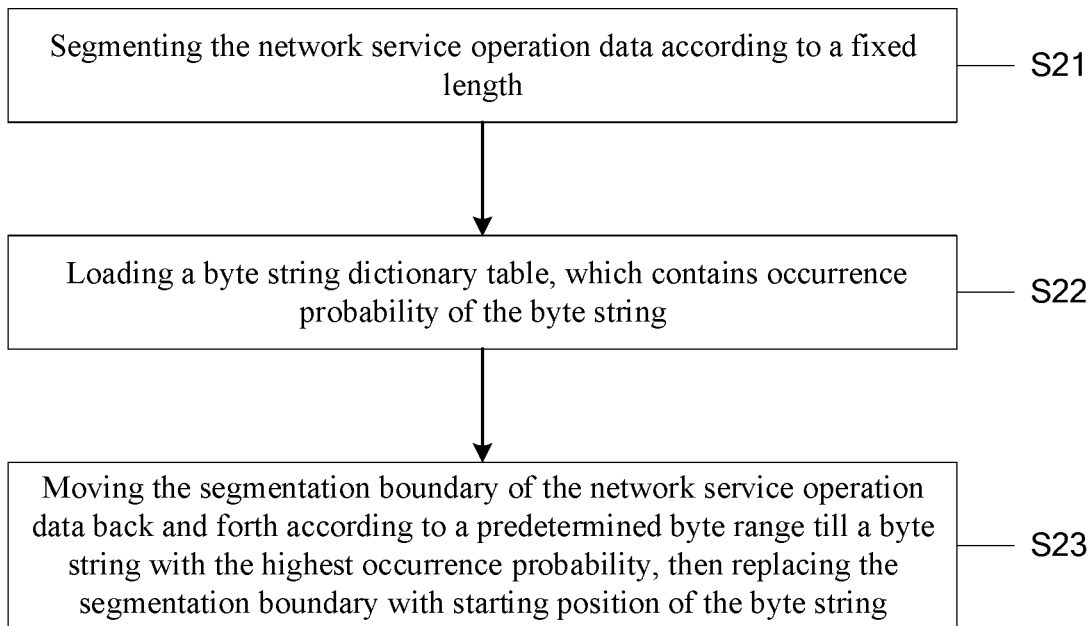 Segmenting the network service operation data according to a fixed
length
S21
Loading a byte string dictionary table, which contains occurrence
probability of the byte string
S22
Moving the segmentation boundary of the network service operation
data back and forth according to a predetermined byte range till a byte
string with the highest occurrence probability, then replacing the
segmentation boundary with starting position of the byte string
S23